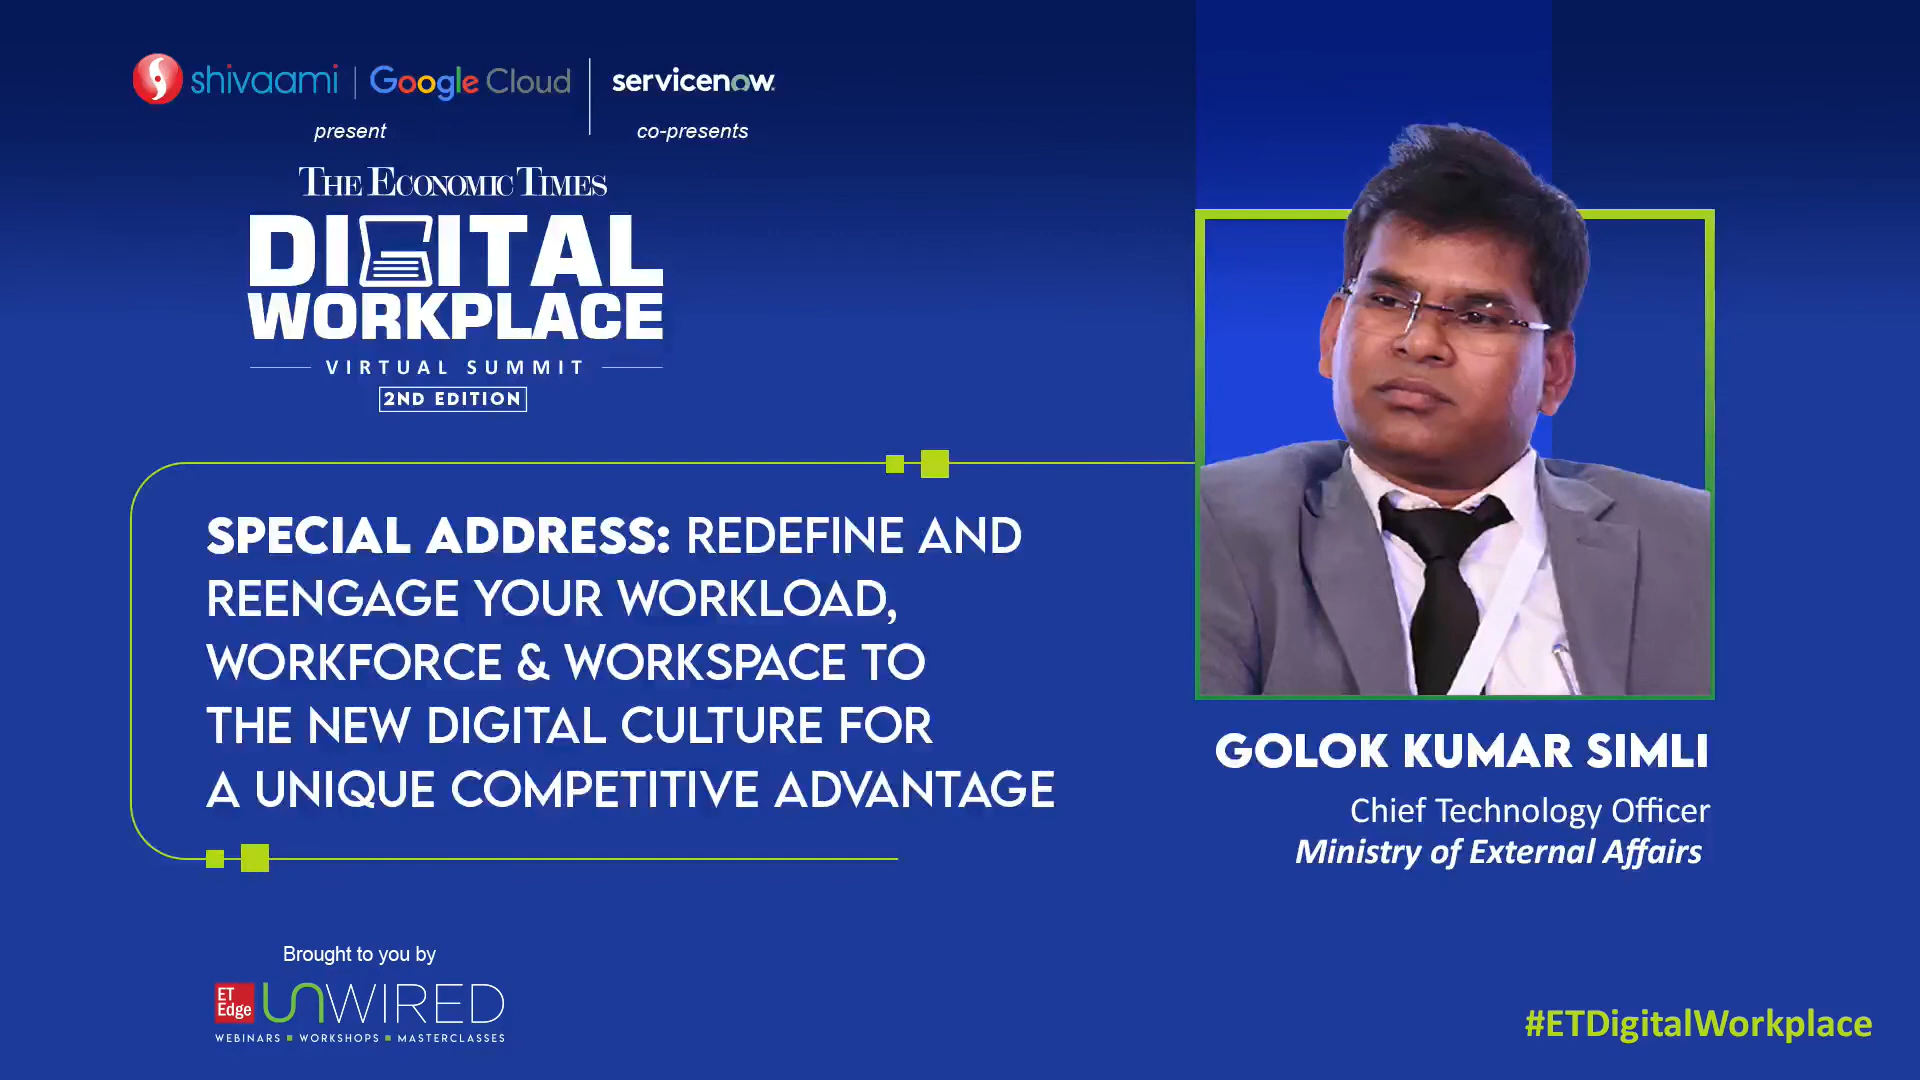 shivaami | Google Cloud
servicenow
present
co-presents
THE ECONOMIC TIMES
DIGITAL
WORKPLACE
VIRTUAL SUMMIT
2ND EDITION
SPECIAL ADDRESS: REDEFINE AND
REENGAGE YOUR WORKLOAD,
WORKFORCE & WORKSPACE TO
THE NEW DIGITAL CULTURE FOR
A UNIQUE COMPETITIVE ADVANTAGE
GOLOK KUMAR SIMLI
Chief Technology Officer
Ministry of External Affairs
Brought to you by
ET
Edge
UNWIRED
WEBINARS ▪ WORKSHOPS ▪ MASTERCLASSES
#ETDigitalWorkplace